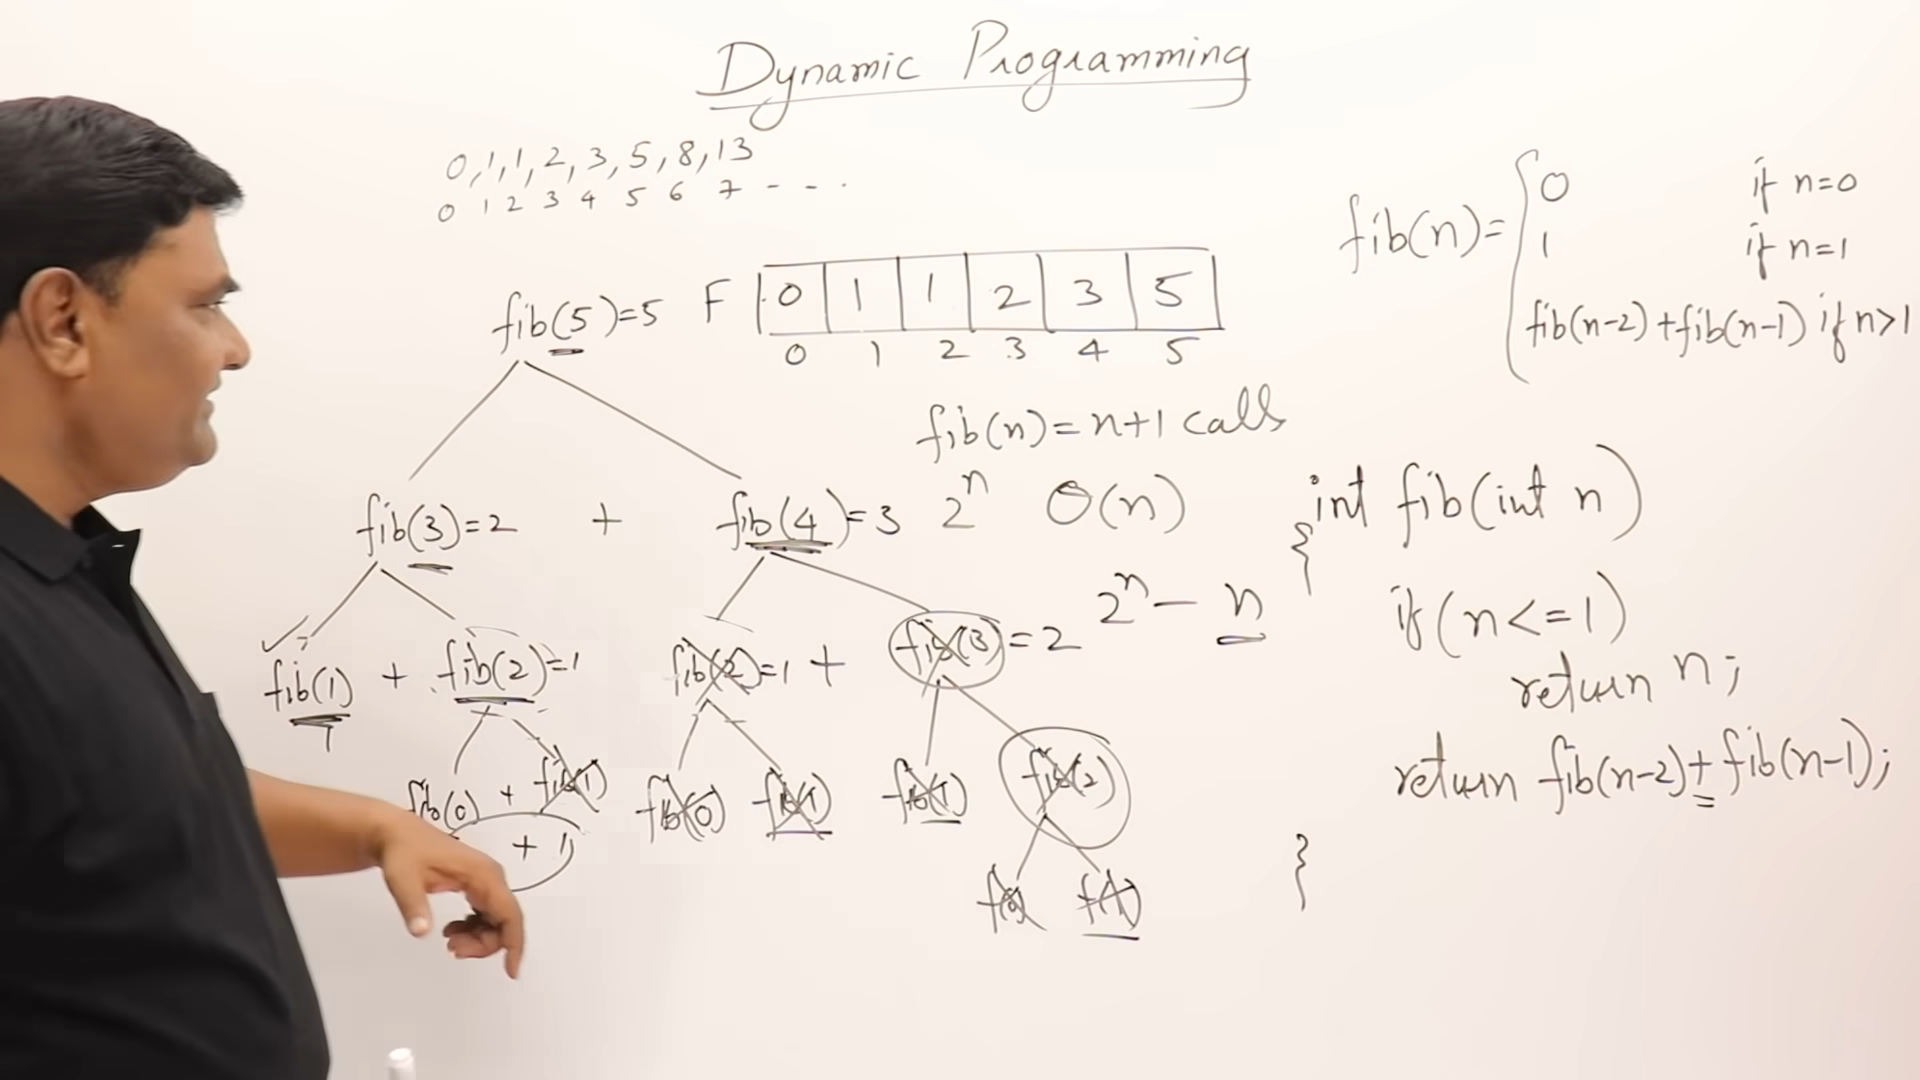 Dynamic Programming
0, 1, 1, 2, 3, 5, 8, 13
0 1 2 3 4 5 6 7 - - .
fib(n)= 0 if n=0
1 if n=1
fib(n-2)+fib(n-1) if n>1
fib(5)=5 F 0 1 1 2 3 5
0 1 2 3 4 5
fib(n)=n+1 calls
fib(3)=2 + fib(4)=3 2ⁿ O(n)
2ⁿ - n
fib(1) + fib(2)=1 fib(2)=1 + fib(3)=2
1
fib(0) + fib(1) fib(0) fib(1) fib(1) fib(2)
+ 1
f(0) f(1)
int fib(int n)
{
if(n<=1)
return n;
return fib(n-2)+fib(n-1);
}